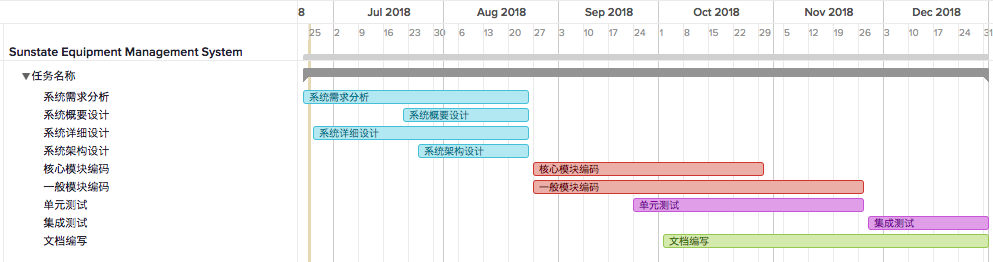 8 Jul 2018 Aug 2018 Sep 2018 Oct 2018 Nov 2018 Dec 2018
25 2 9 16 23 30 6 13 20 27 3 10 17 24 1 8 15 22 29 5 12 19 26 3 10 17 24 31
Sunstate Equipment Management System
任务名称
系统需求分析 系统需求分析
系统概要设计 系统概要设计
系统详细设计 系统详细设计
系统架构设计 系统架构设计
核心模块编码 核心模块编码
一般模块编码 一般模块编码
单元测试 单元测试
集成测试 集成测试
文档编写 文档编写